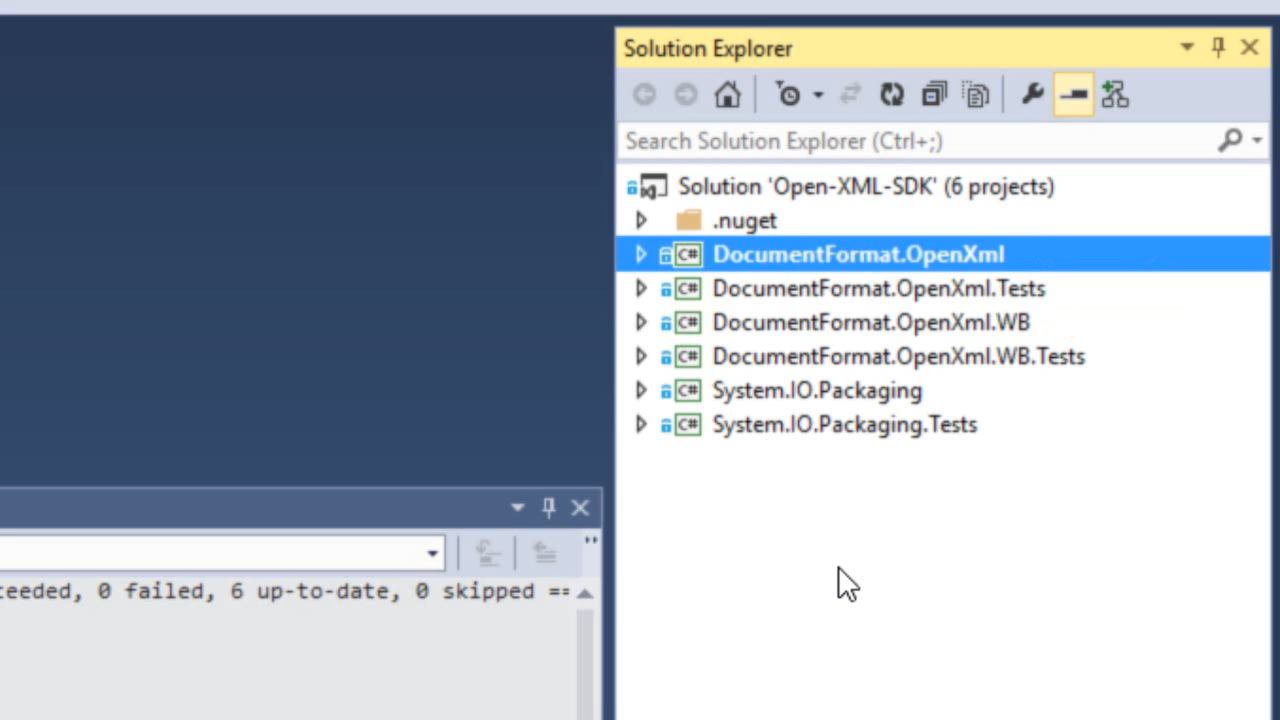 Solution Explorer
Search Solution Explorer (Ctrl+;)
Solution 'Open-XML-SDK' (6 projects)
.nuget
C# DocumentFormat.OpenXml
C# DocumentFormat.OpenXml.Tests
C# DocumentFormat.OpenXml.WB
C# DocumentFormat.OpenXml.WB.Tests
C# System.IO.Packaging
C# System.IO.Packaging.Tests
0 failed, 6 up-to-date, 0 skipped ==